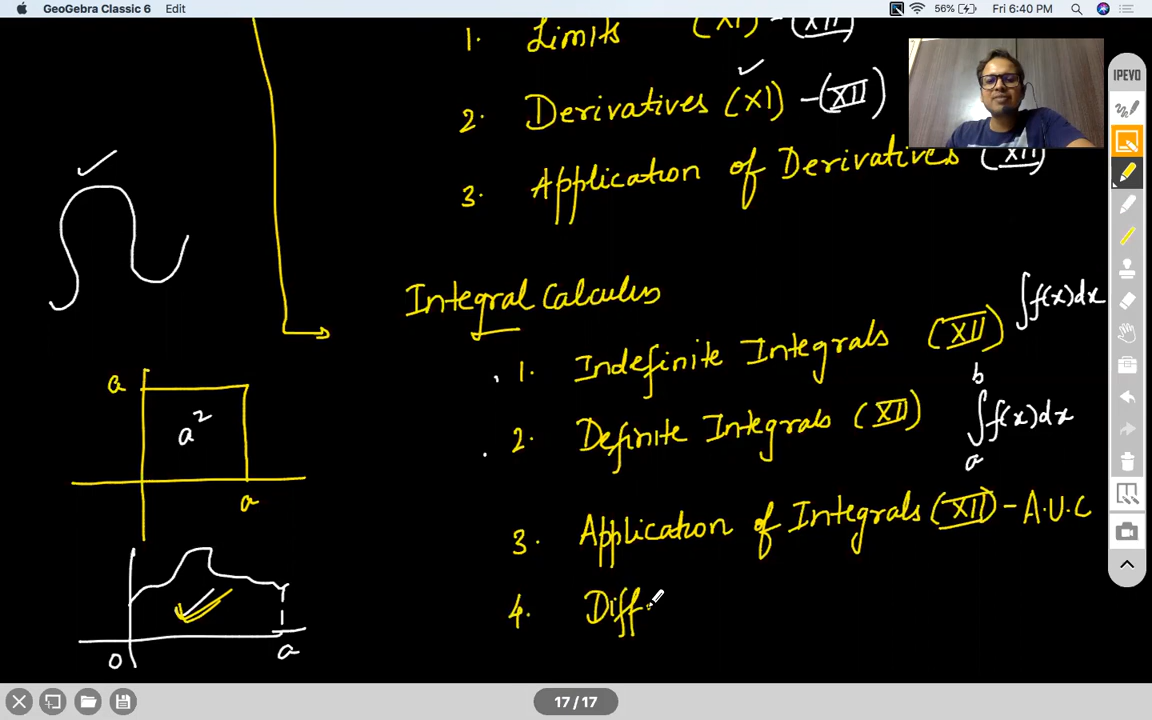 GeoGebra Classic 6 Edit 56% Fri 6:40 PM
1. Limits (XI) - (XII)
2. Derivatives (XI) - (XII)
3. Application of Derivatives (XII)
IPEVO
Integral Calculus
1. Indefinite Integrals (XII) ∫f(x)dx
2. Definite Integrals (XII) b ∫ a f(x)dx
3. Application of Integrals (XII) - A.U.C
4. Diff
a
a²
a
0 a
17/17